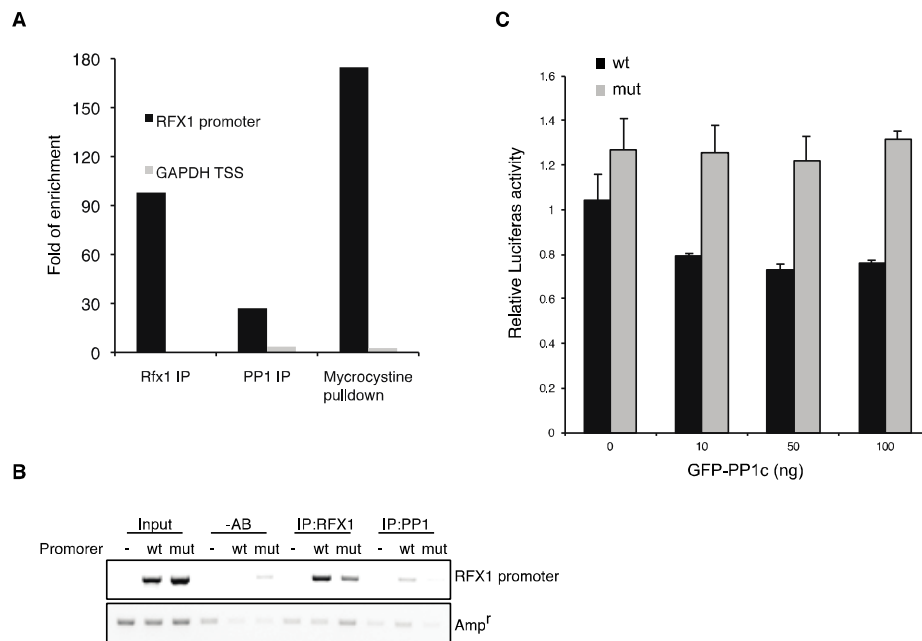 A
180
150
120
90
60
30
0
Fold of enrichment
RFX1 promoter
GAPDH TSS
Rfx1 IP
PP1 IP
Mycrocystine
pulldown
C
wt
mut
1.6
1.4
1.2
1
0.8
0.6
0.4
0,2
0
Relative Luciferas activity
0
10
50
100
GFP-PP1c (ng)
B
Input -AB IP:RFX1 IP:PP1
Promorer - wt mut - wt mut - wt mut - wt mut
RFX1 promoter
Ampr